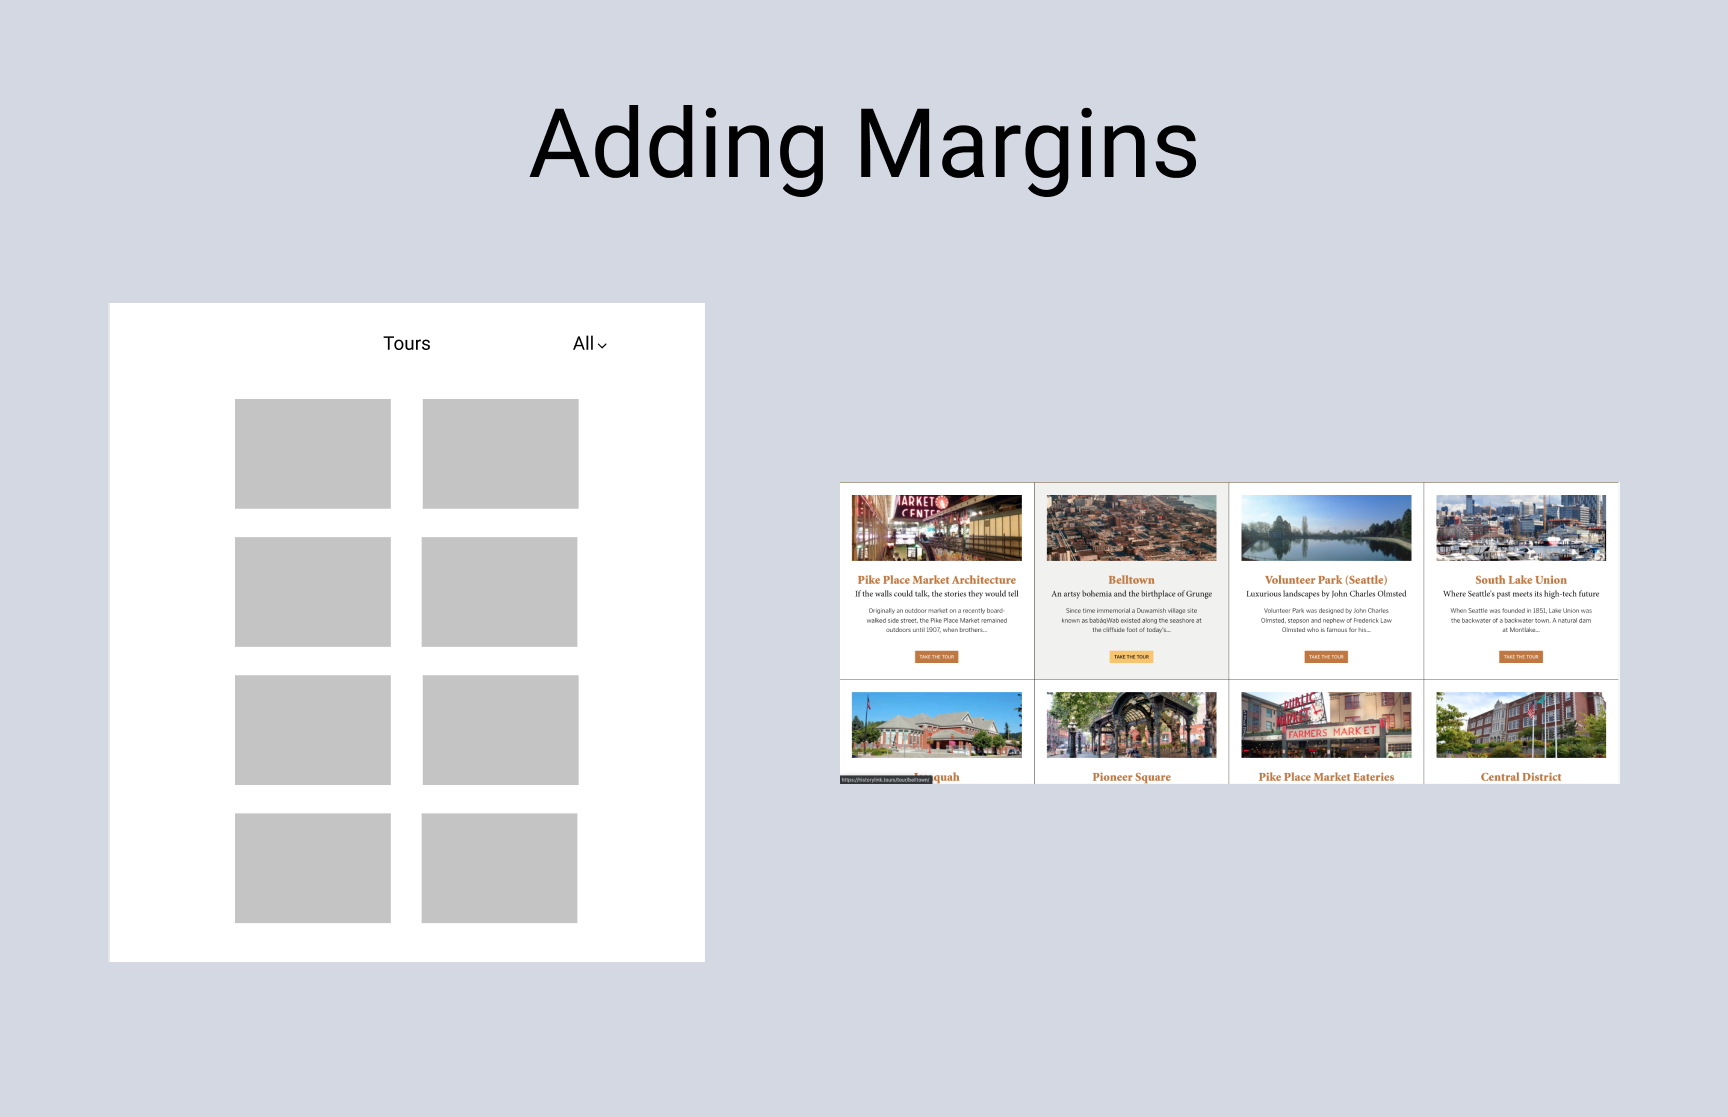 Adding Margins
Tours
All
MARKET
CENTER
Pike Place Market Architecture
If the walls could talk, the stories they would tell
Originally an outdoor market on a recently board-
walked side street, the Pike Place Market remained
outdoors until 1907, when brothers...
TAKE THE TOUR
Belltown
An artsy bohemia and the birthplace of Grunge
Since time immemorial a Duwamish village site
known as babáqWab existed along the seashore at
the cliffside foot of today's...
TAKE THE TOUR
Volunteer Park (Seattle)
Luxurious landscapes by John Charles Olmsted
Volunteer Park was designed by John Charles
Olmsted, stepson and nephew of Frederick Law
Olmsted who is famous for his...
TAKE THE TOUR
South Lake Union
Where Seattle's past meets its high-tech future
When Seattle was founded in 1851, Lake Union was
the backwater of a backwater town. A natural dam
at Montlake...
TAKE THE TOUR
PUBLIC
MARKET
FARMERS MARKET
https://historylink.tours/tour/belltown/
quah
Pioneer Square
Pike Place Market Eateries
Central District